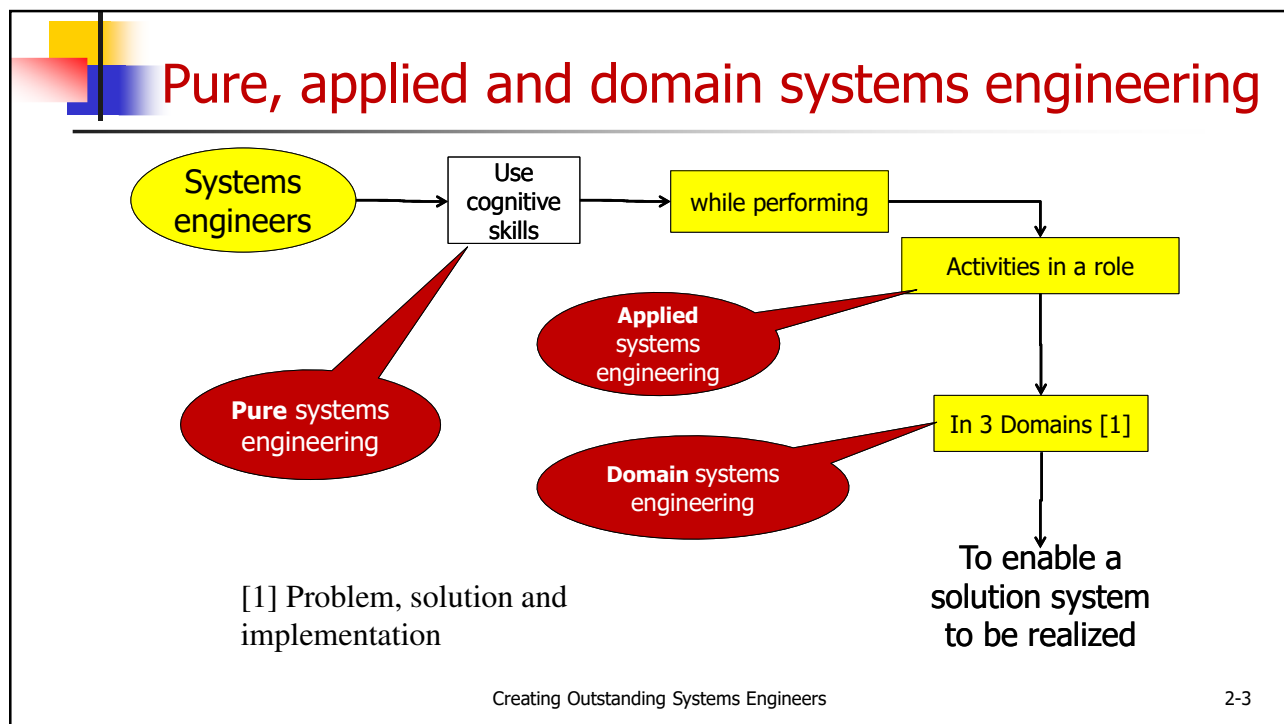 Pure, applied and domain systems engineering
Systems
engineers
Use
cognitive
skills
while performing
Activities in a role
Applied
systems
engineering
Pure systems
engineering
In 3 Domains [1]
Domain systems
engineering
To enable a
solution system
to be realized
[1] Problem, solution and
implementation
Creating Outstanding Systems Engineers
2-3